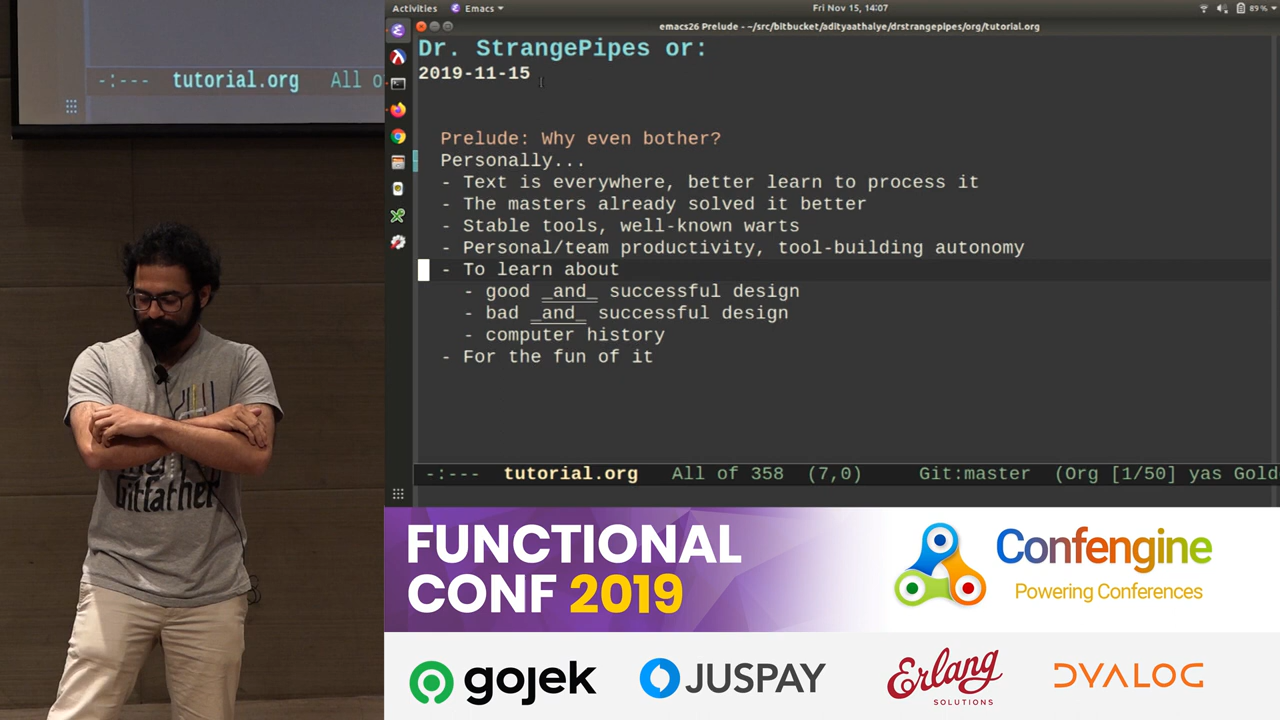 -:--- tutorial.org All o
Gitfather
Activities Emacs Fri Nov 15, 14:07 89 %
emacs26 Prelude - ~/src/bitbucket/adityaathalye/drstrangepipes/org/tutorial.org
Dr. StrangePipes or:
2019-11-15
Prelude: Why even bother?
Personally...
- Text is everywhere, better learn to process it
- The masters already solved it better
- Stable tools, well-known warts
- Personal/team productivity, tool-building autonomy
- To learn about
- good _and_ successful design
- bad _and_ successful design
- computer history
- For the fun of it
-:--- tutorial.org All of 358 (7,0) Git:master (Org [1/50] yas Gold
FUNCTIONAL
CONF 2019
Confengine
Powering Conferences
gojek
JUSPAY
Erlang
SOLUTIONS
DYALOG